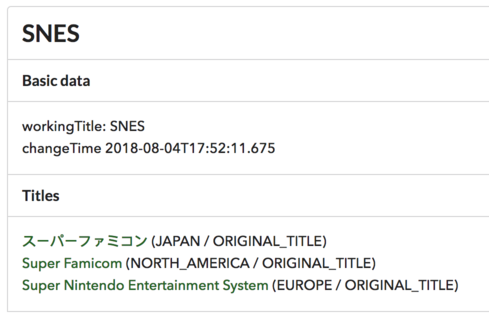 SNES
Basic data
workingTitle: SNES
changeTime 2018-08-04T17:52:11.675
Titles
スーパーファミコン (JAPAN / ORIGINAL_TITLE)
Super Famicom (NORTH_AMERICA / ORIGINAL_TITLE)
Super Nintendo Entertainment System (EUROPE / ORIGINAL_TITLE)